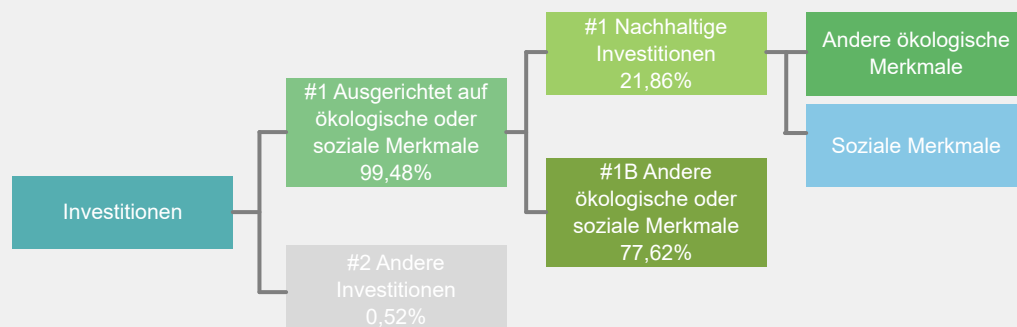 Investitionen
#1 Ausgerichtet auf
ökologische oder
soziale Merkmale
99,48%
#2 Andere
Investitionen
0,52%
#1 Nachhaltige
Investitionen
21,86%
#1B Andere
ökologische oder
soziale Merkmale
77,62%
Andere ökologische
Merkmale
Soziale Merkmale